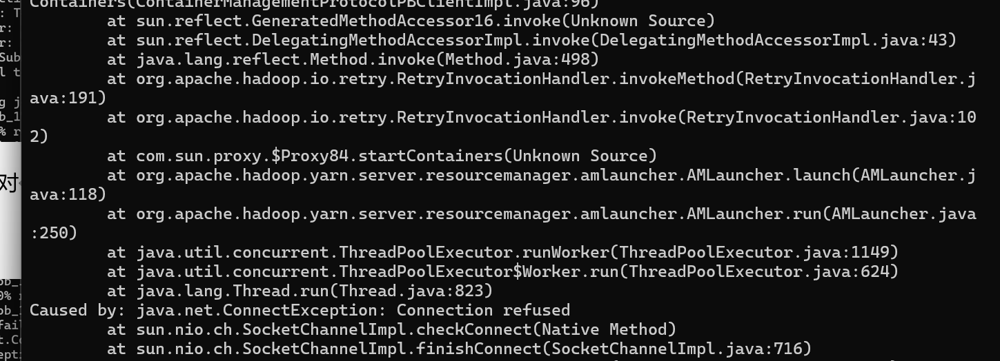 Containers(ContainerManagementProtocolPBClientImpl.java:96)
at sun.reflect.GeneratedMethodAccessor16.invoke(Unknown Source)
at sun.reflect.DelegatingMethodAccessorImpl.invoke(DelegatingMethodAccessorImpl.java:43)
at java.lang.reflect.Method.invoke(Method.java:498)
at org.apache.hadoop.io.retry.RetryInvocationHandler.invokeMethod(RetryInvocationHandler.j
ava:191)
at org.apache.hadoop.io.retry.RetryInvocationHandler.invoke(RetryInvocationHandler.java:10
2)
at com.sun.proxy.$Proxy84.startContainers(Unknown Source)
at org.apache.hadoop.yarn.server.resourcemanager.amlauncher.AMLauncher.launch(AMLauncher.j
ava:118)
at org.apache.hadoop.yarn.server.resourcemanager.amlauncher.AMLauncher.run(AMLauncher.java
:250)
at java.util.concurrent.ThreadPoolExecutor.runWorker(ThreadPoolExecutor.java:1149)
at java.util.concurrent.ThreadPoolExecutor$Worker.run(ThreadPoolExecutor.java:624)
at java.lang.Thread.run(Thread.java:823)
Caused by: java.net.ConnectException: Connection refused
at sun.nio.ch.SocketChannelImpl.checkConnect(Native Method)
at sun.nio.ch.SocketChannelImpl.finishConnect(SocketChannelImpl.java:716)
: T
r:
r:
Sub
l t
g j
b_1
% r
对
0%
fail
t.Co
epti